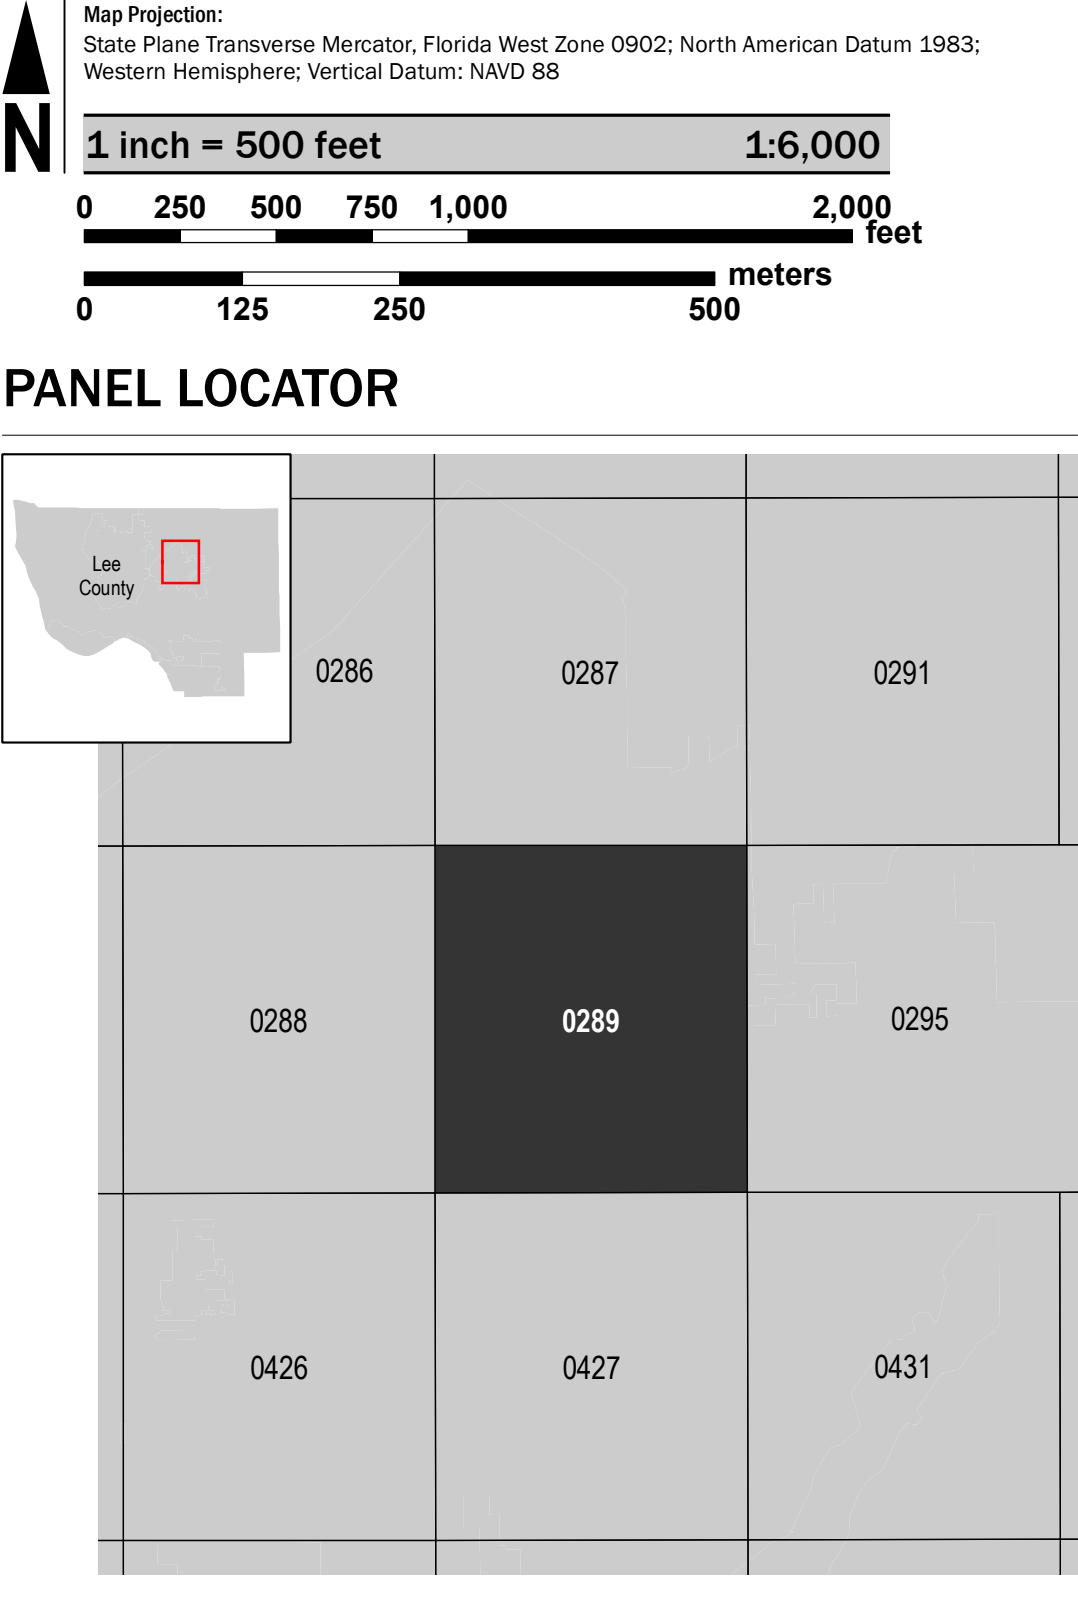 Map Projection:
State Plane Transverse Mercator, Florida West Zone 0902; North American Datum 1983;
Western Hemisphere; Vertical Datum: NAVD 88
N
1 inch = 500 feet 1:6,000
0 250 500 750 1,000 2,000
feet
meters
0 125 250 500
PANEL LOCATOR
Lee
County
0286 0287 0291
0288 0289 0295
0426 0427 0431